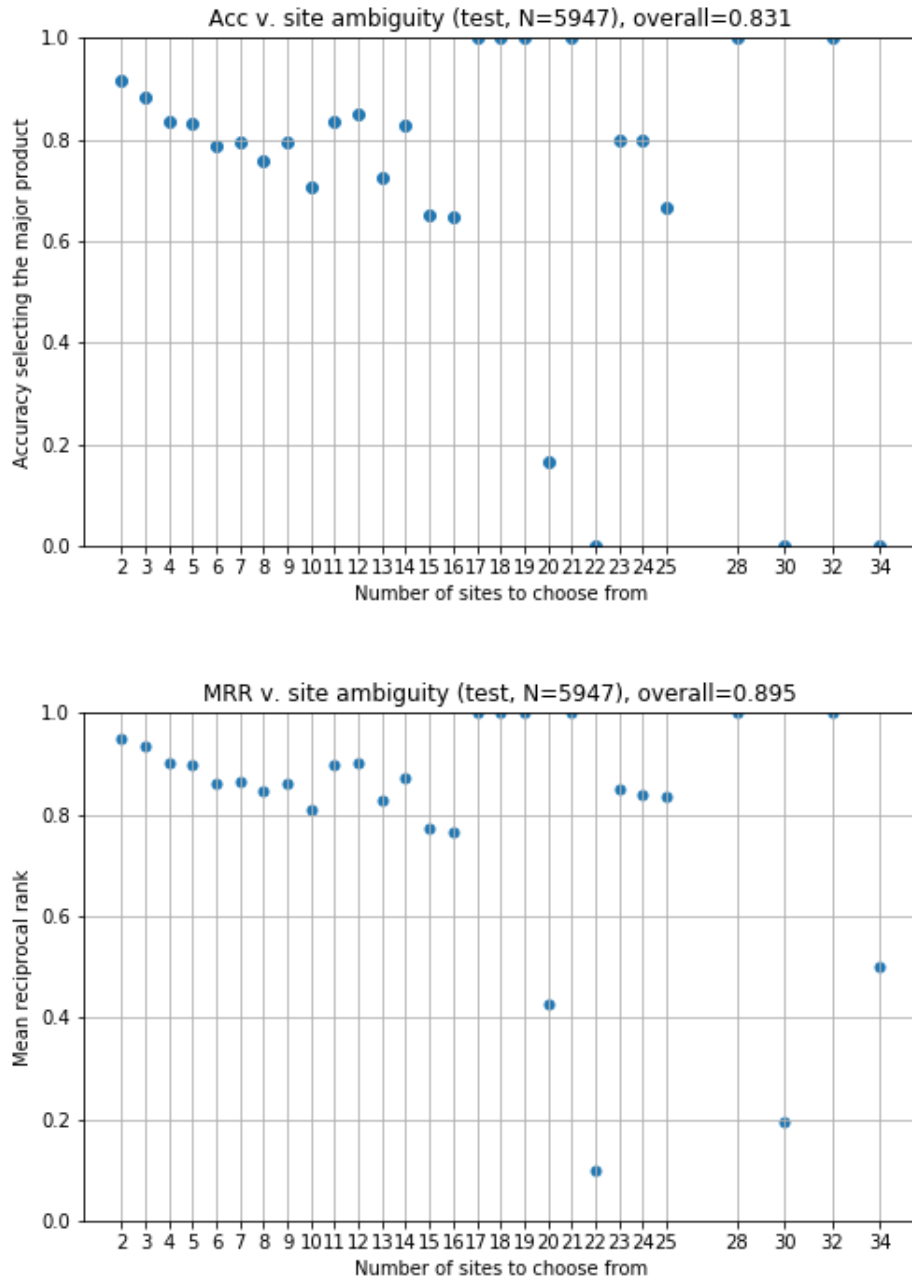 Acc v. site ambiguity (test, N=5947), overall=0.831
1.0
0.8
0.6
0.4
0.2
0.0
Accuracy selecting the major product
2 3 4 5 6 7 8 9 10 11 12 13 14 15 16 17 18 19 20 21 22 23 24 25 28 30 32 34
Number of sites to choose from
MRR v. site ambiguity (test, N=5947), overall=0.895
1.0
0.8
0.6
0.4
0.2
0.0
Mean reciprocal rank
2 3 4 5 6 7 8 9 10 11 12 13 14 15 16 17 18 19 20 21 22 23 24 25 28 30 32 34
Number of sites to choose from